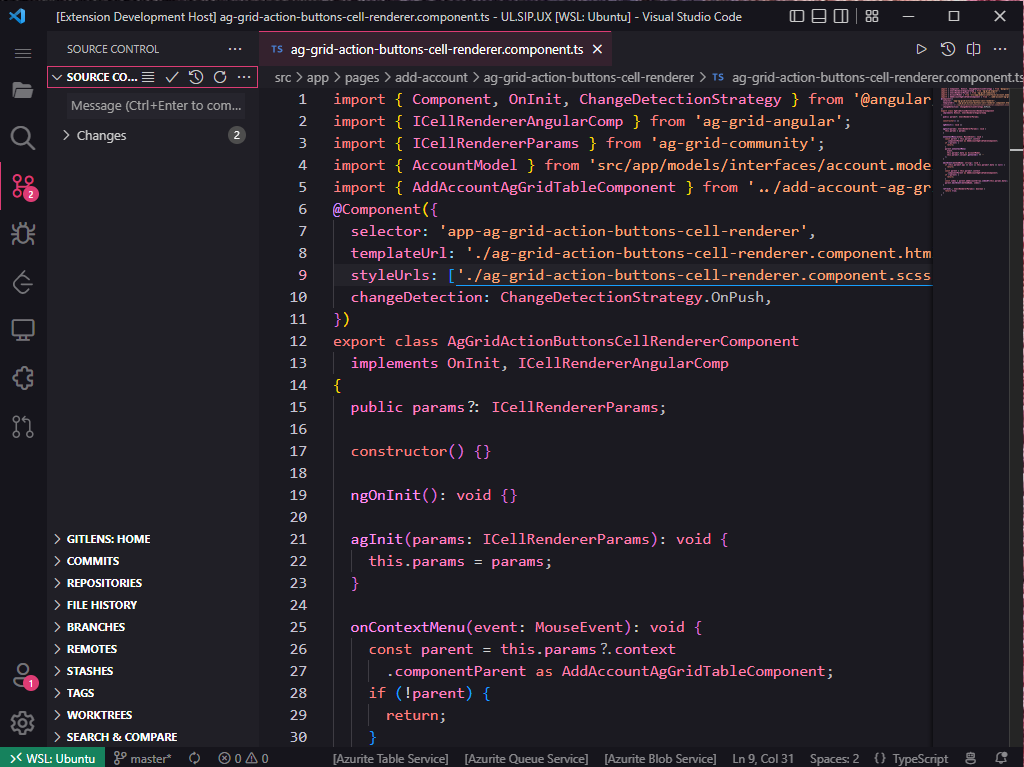 [Extension Development Host] ag-grid-action-buttons-cell-renderer.component.ts - UL.SIP.UX [WSL: Ubuntu] - Visual Studio Code
SOURCE CONTROL
SOURCE CO...
Message (Ctrl+Enter to com...
Changes 2
2
1
GITLENS: HOME
COMMITS
REPOSITORIES
FILE HISTORY
BRANCHES
REMOTES
STASHES
TAGS
WORKTREES
SEARCH & COMPARE
TS ag-grid-action-buttons-cell-renderer.component.ts
src > app > pages > add-account > ag-grid-action-buttons-cell-renderer > TS ag-grid-action-buttons-cell-renderer.component.ts
1 import { Component, OnInit, ChangeDetectionStrategy } from '@angular
2 import { ICellRendererAngularComp } from 'ag-grid-angular';
3 import { ICellRendererParams } from 'ag-grid-community';
4 import { AccountModel } from 'src/app/models/interfaces/account.mode
5 import { AddAccountAgGridTableComponent } from '../add-account-ag-gr
6 @Component({
7 selector: 'app-ag-grid-action-buttons-cell-renderer',
8 templateUrl: './ag-grid-action-buttons-cell-renderer.component.htm
9 styleUrls: ['./ag-grid-action-buttons-cell-renderer.component.scss
10 changeDetection: ChangeDetectionStrategy.OnPush,
11 })
12 export class AgGridActionButtonsCellRendererComponent
13 implements OnInit, ICellRendererAngularComp
14 {
15 public params?: ICellRendererParams;
16
17 constructor() {}
18
19 ngOnInit(): void {}
20
21 agInit(params: ICellRendererParams): void {
22 this.params = params;
23 }
24
25 onContextMenu(event: MouseEvent): void {
26 const parent = this.params?.context
27 .componentParent as AddAccountAgGridTableComponent;
28 if (!parent) {
29 return;
30 }
WSL: Ubuntu master* 0 0 [Azurite Table Service] [Azurite Queue Service] [Azurite Blob Service] Ln 9, Col 31 Spaces: 2 {} TypeScript